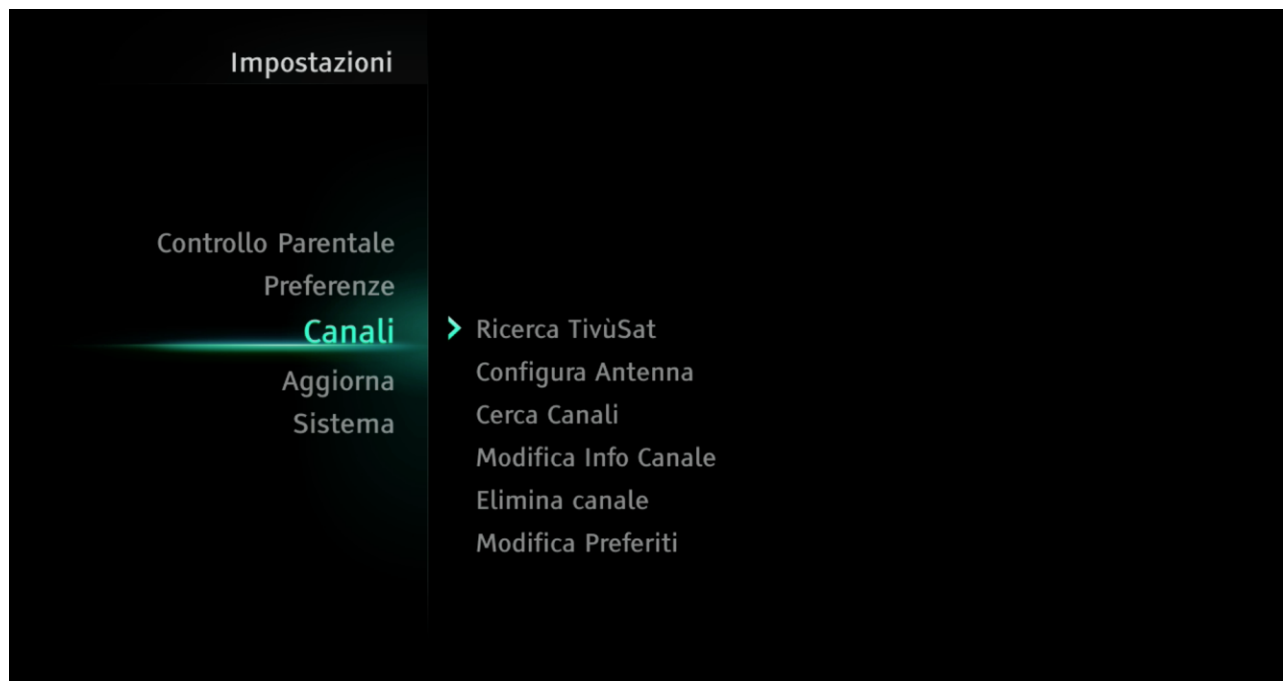 Impostazioni
Controllo Parentale
Preferenze
Canali
Aggiorna
Sistema
Ricerca TivùSat
Configura Antenna
Cerca Canali
Modifica Info Canale
Elimina canale
Modifica Preferiti